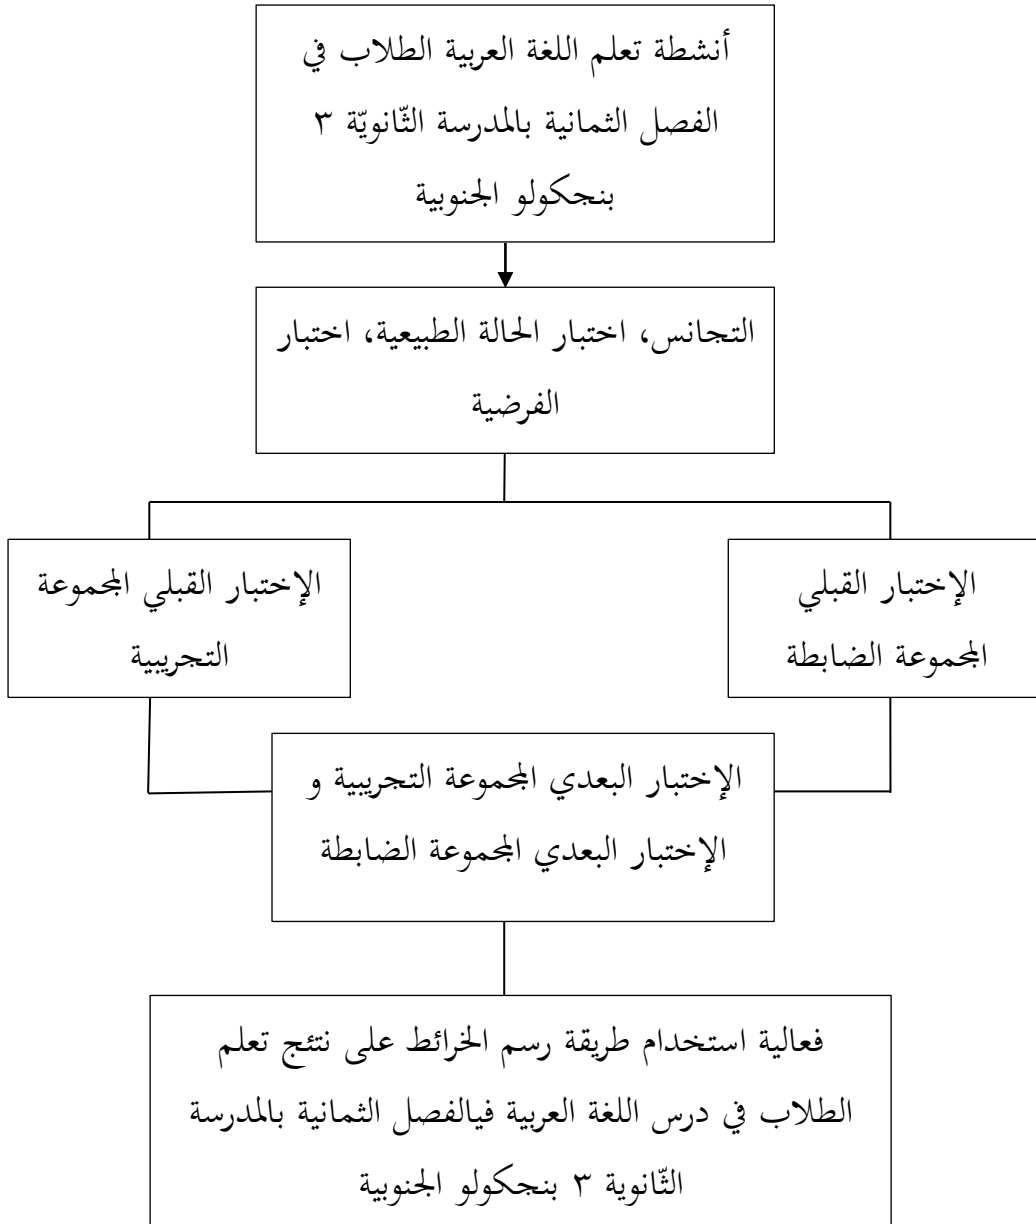 أنشطة تعلم اللغة العربية الطلاب في
الفصل الثمانية بالمدرسة الثّانويّة ٣
بنجكولو الجنوبية
التجانس، اختبار الحالة الطبيعية، اختبار
الفرضية
الإختبار القبلي
المجموعة الضابطة
الإختبار القبلي المجموعة
التجريبية
الإختبار البعدي المجموعة التجريبية و
الإختبار البعدي المجموعة الضابطة
فعالية استخدام طريقة رسم الخرائط على نتئج تعلم
الطلاب في درس اللغة العربية فيالفصل الثمانية بالمدرسة
الثّانوية ٣ بنجكولو الجنوبية